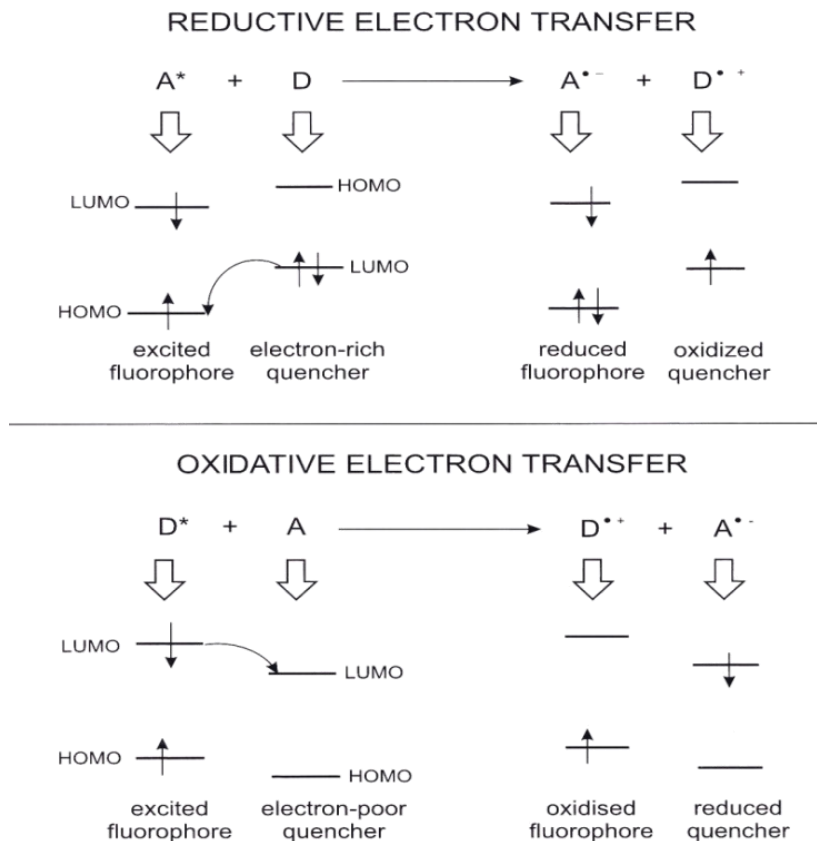 REDUCTIVE ELECTRON TRANSFER
A* + D A•− + D•+
HOMO
LUMO
LUMO
HOMO
excited fluorophore electron-rich quencher reduced fluorophore oxidized quencher
OXIDATIVE ELECTRON TRANSFER
D* + A D•+ + A•-
LUMO
LUMO
HOMO
HOMO
excited fluorophore electron-poor quencher oxidised fluorophore reduced quencher